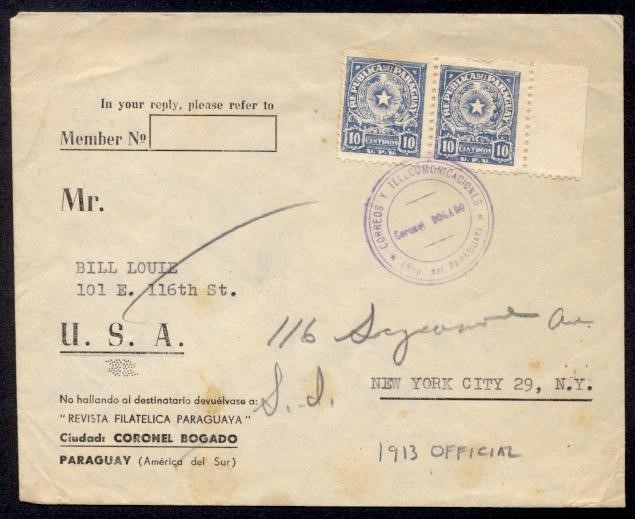 REPUBLICA DEL PARAGUAY
10 CENTIMOS 10
U.P.U.
REPUBLICA DEL PARAGUAY
10 CENTIMOS 10
U.P.U.
In your reply, please refer to
Member Nº
CORREOS Y TELECOMUNICACIONES
Coronel BOGADO
(Rep. del PARAGUAY)
Mr.
BILL LOUIE
101 E. 116th St.
U. S. A.
116 Sycamore Av.
S. I.
NEW YORK CITY 29, N.Y.
No hallando al destinatario devuélvase a:
"REVISTA FILATELICA PARAGUAYA"
Ciudad: CORONEL BOGADO
PARAGUAY (América del Sur)
1913 OFFICIAL